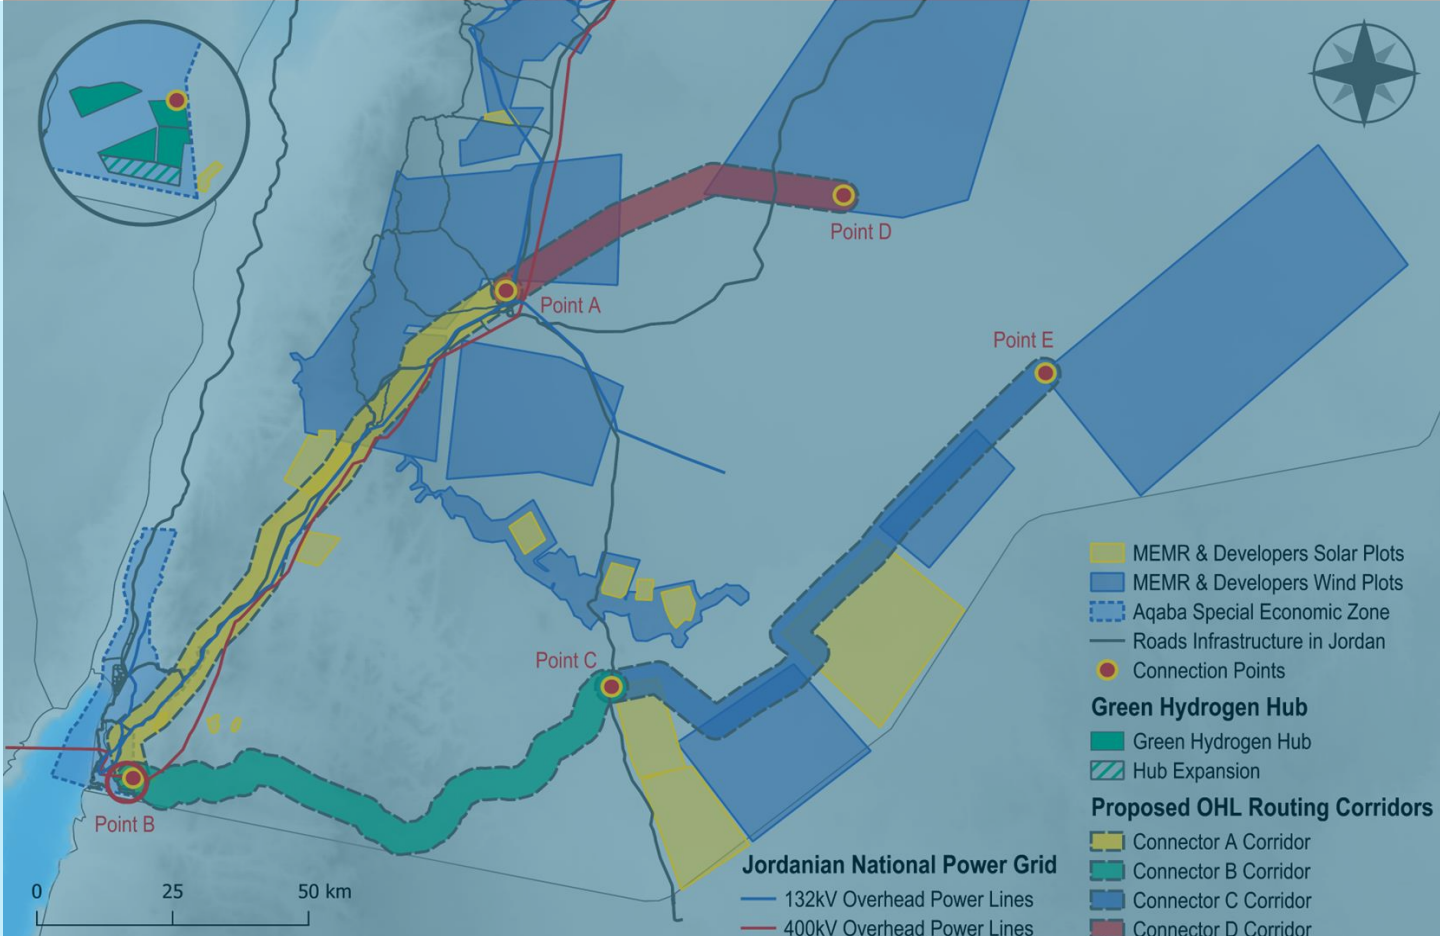 Point D
Point A
Point E
Point C
Point B
0 25 50 km
MEMR & Developers Solar Plots
MEMR & Developers Wind Plots
Aqaba Special Economic Zone
Roads Infrastructure in Jordan
Connection Points
Green Hydrogen Hub
Green Hydrogen Hub
Hub Expansion
Proposed OHL Routing Corridors
Connector A Corridor
Connector B Corridor
Connector C Corridor
Connector D Corridor
Jordanian National Power Grid
132kV Overhead Power Lines
400kV Overhead Power Lines